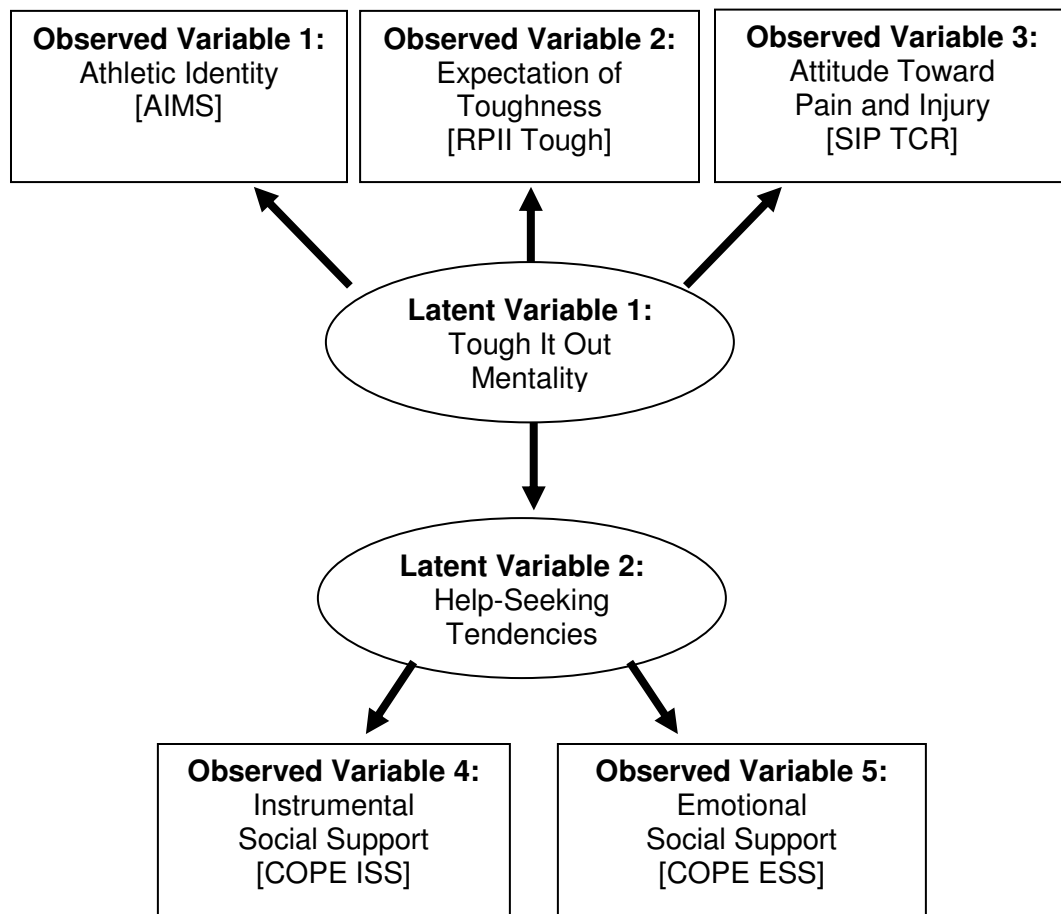 Observed Variable 1:
Athletic Identity
[AIMS]
Observed Variable 2:
Expectation of
Toughness
[RPII Tough]
Observed Variable 3:
Attitude Toward
Pain and Injury
[SIP TCR]
Latent Variable 1:
Tough It Out
Mentality
Latent Variable 2:
Help-Seeking
Tendencies
Observed Variable 4:
Instrumental
Social Support
[COPE ISS]
Observed Variable 5:
Emotional
Social Support
[COPE ESS]